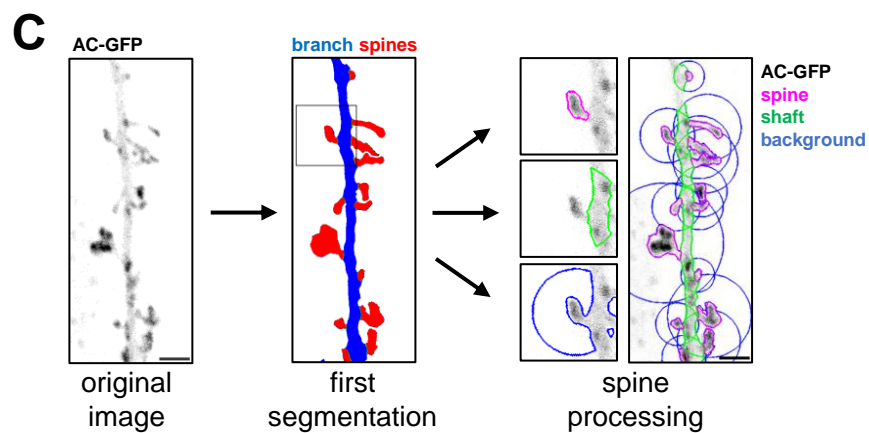 C
AC-GFP
branch spines
AC-GFP
spine
shaft
background
original
image
first
segmentation
spine
processing